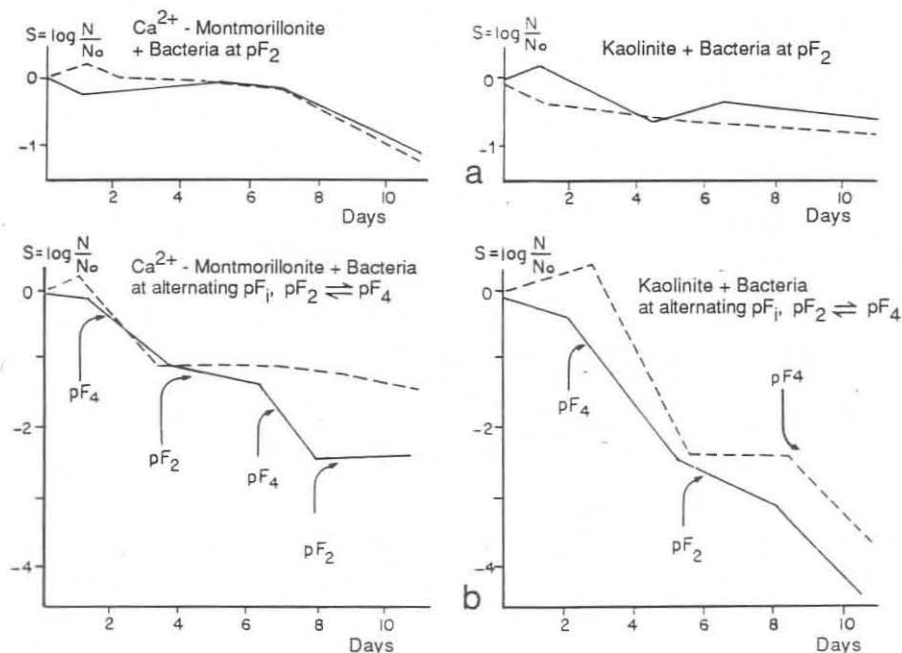 S = log N/No
Ca2+ - Montmorillonite
+ Bacteria at pF2
0
-1
2 4 6 8 10
Days
S = log N/No
Kaolinite + Bacteria at pF2
0
-1
a
2 4 6 8 10
Days
S = log N/No
Ca2+ - Montmorillonite + Bacteria
at alternating pFi, pF2 ⇌ pF4
0
-2
-4
pF4
pF2
pF4
pF2
2 4 6 8 10
Days
S = log N/No
Kaolinite + Bacteria
at alternating pFi, pF2 ⇌ pF4
0
-2
-4
pF4
pF4
pF2
b
2 4 6 8 10
Days